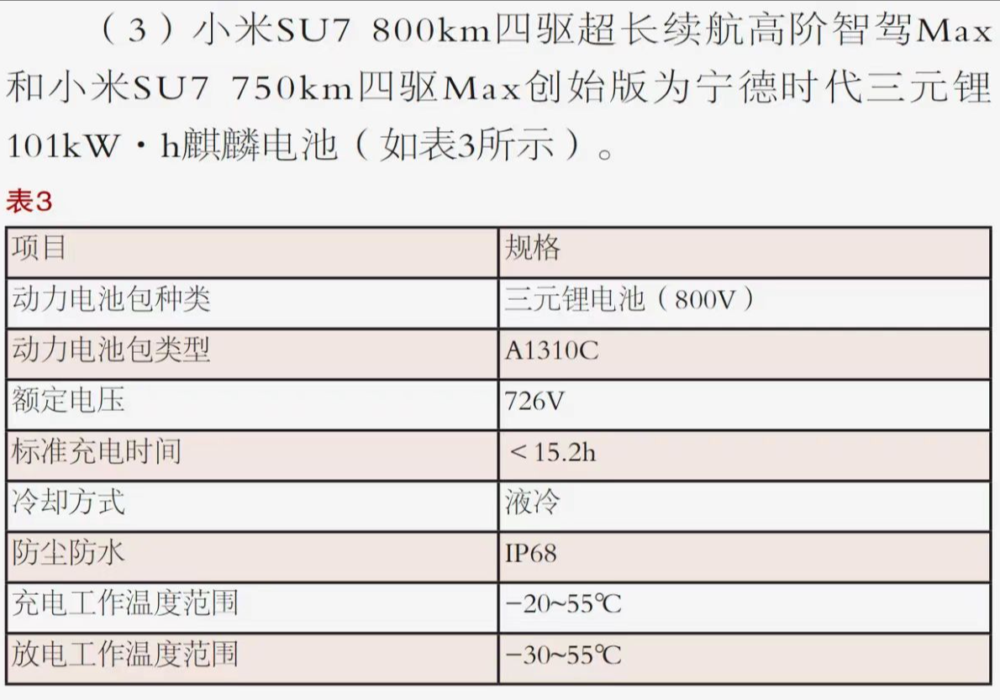 （3）小米SU7 800km四驱超长续航高阶智驾Max
和小米SU7 750km四驱Max创始版为宁德时代三元锂
101kW·h麒麟电池（如表3所示）。
表3
项目 规格
动力电池包种类 三元锂电池（800V）
动力电池包类型 A1310C
额定电压 726V
标准充电时间 ＜15.2h
冷却方式 液冷
防尘防水 IP68
充电工作温度范围 −20~55℃
放电工作温度范围 −30~55℃